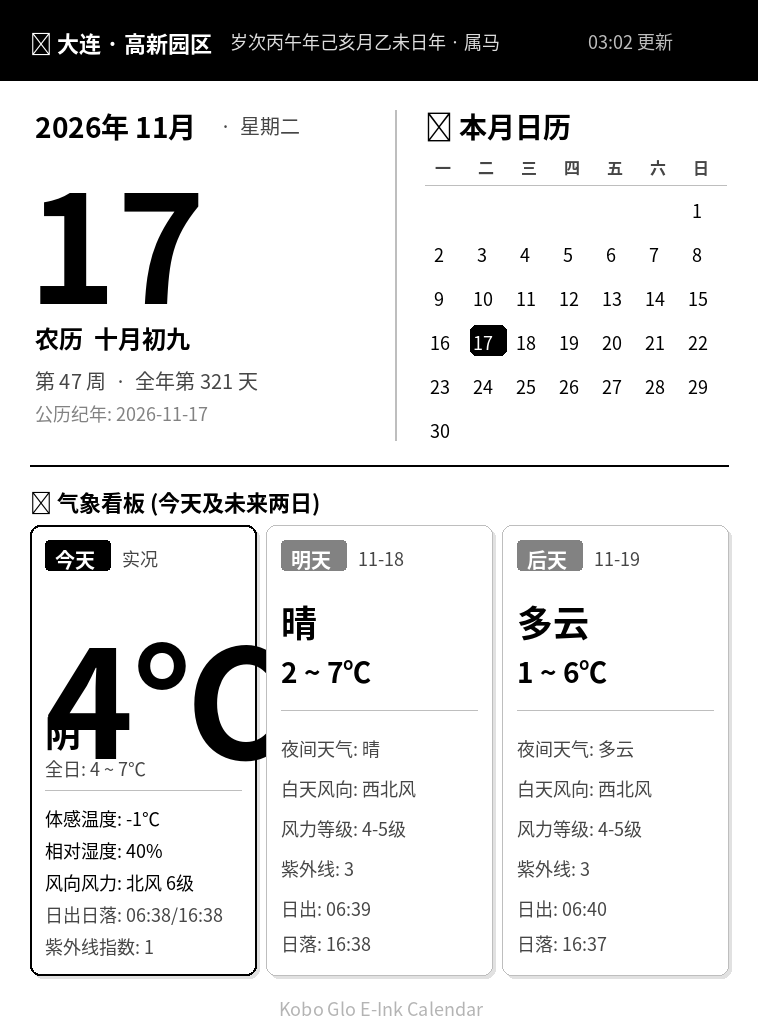 大连 · 高新园区 岁次丙午年己亥月乙未日年 · 属马 03:02 更新
2026年 11月 · 星期二
17
农历 十月初九
第 47 周 · 全年第 321 天
公历纪年: 2026-11-17
本月日历
一 二 三 四 五 六 日
1
2 3 4 5 6 7 8
9 10 11 12 13 14 15
16 17 18 19 20 21 22
23 24 25 26 27 28 29
30
气象看板 (今天及未来两日)
今天 实况
4°C
阴
全日: 4 ~ 7°C
体感温度: -1°C
相对湿度: 40%
风向风力: 北风 6级
日出日落: 06:38/16:38
紫外线指数: 1
明天 11-18
晴
2 ~ 7°C
夜间天气: 晴
白天风向: 西北风
风力等级: 4-5级
紫外线: 3
日出: 06:39
日落: 16:38
后天 11-19
多云
1 ~ 6°C
夜间天气: 多云
白天风向: 西北风
风力等级: 4-5级
紫外线: 3
日出: 06:40
日落: 16:37
Kobo Glo E-Ink Calendar